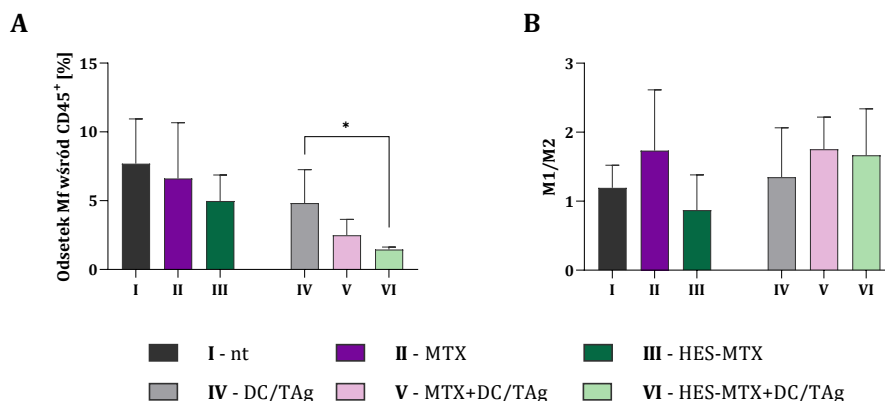 A
B
Odsetek Mf wśród CD45⁺ [%]
15
10
5
0
*
I II III IV V VI
M1/M2
3
2
1
0
I II III IV V VI
I - nt
II - MTX
III - HES-MTX
IV - DC/TAg
V - MTX+DC/TAg
VI - HES-MTX+DC/TAg